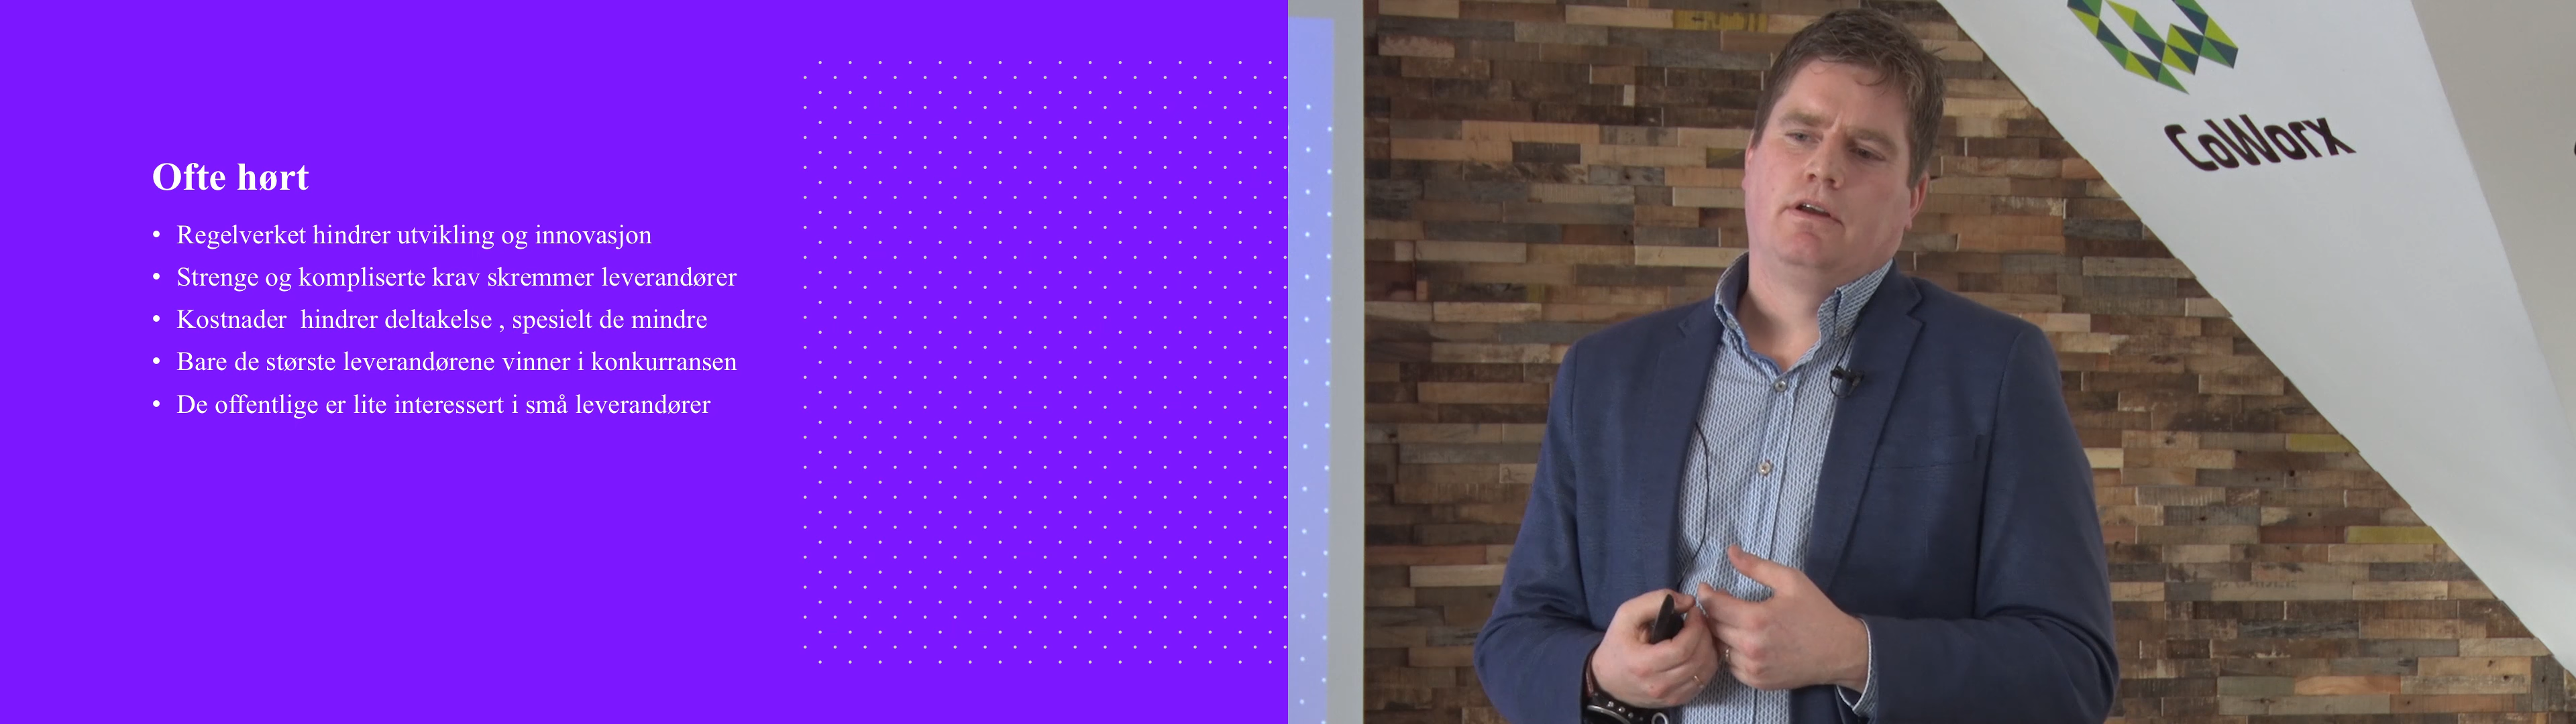 Ofte hørt
• Regelverket hindrer utvikling og innovasjon
• Strenge og kompliserte krav skremmer leverandører
• Kostnader  hindrer deltakelse , spesielt de mindre
• Bare de største leverandørene vinner i konkurransen
• De offentlige er lite interessert i små leverandører
CoWorx